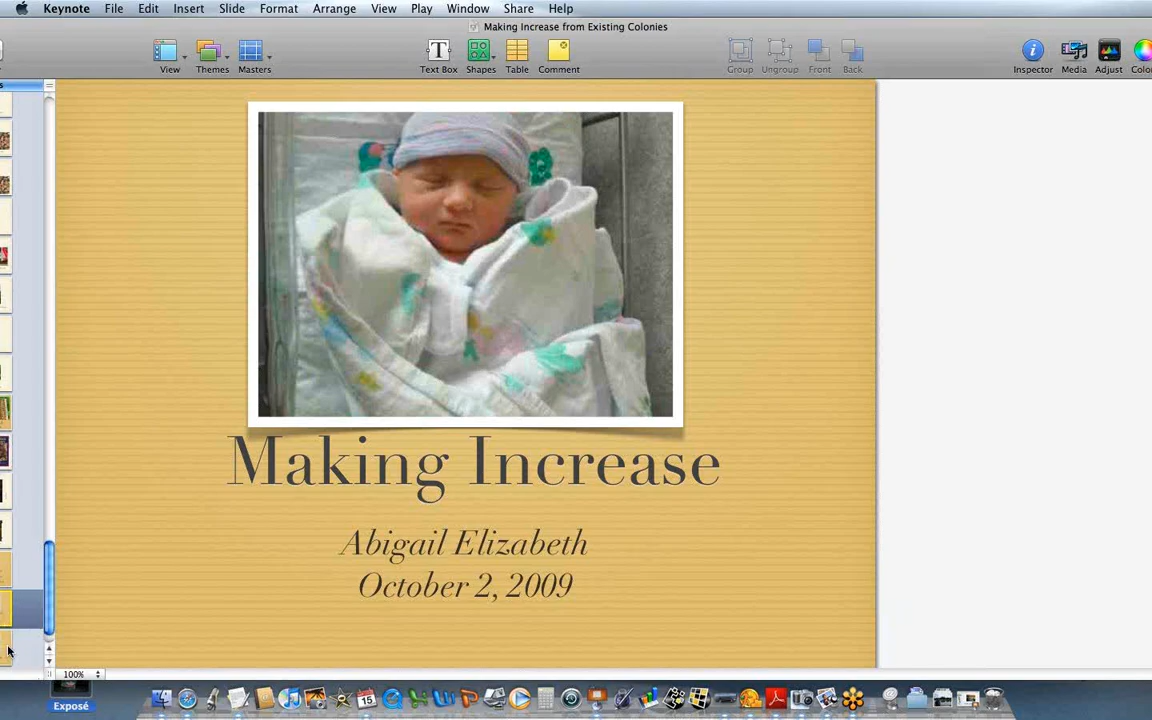 Keynote File Edit Insert Slide Format Arrange View Play Window Share Help
Making Increase from Existing Colonies
View Themes Masters Text Box Shapes Table Comment Group Ungroup Front Back Inspector Media Adjust Colo
Making Increase
Abigail Elizabeth
October 2, 2009
100%
15
Exposé